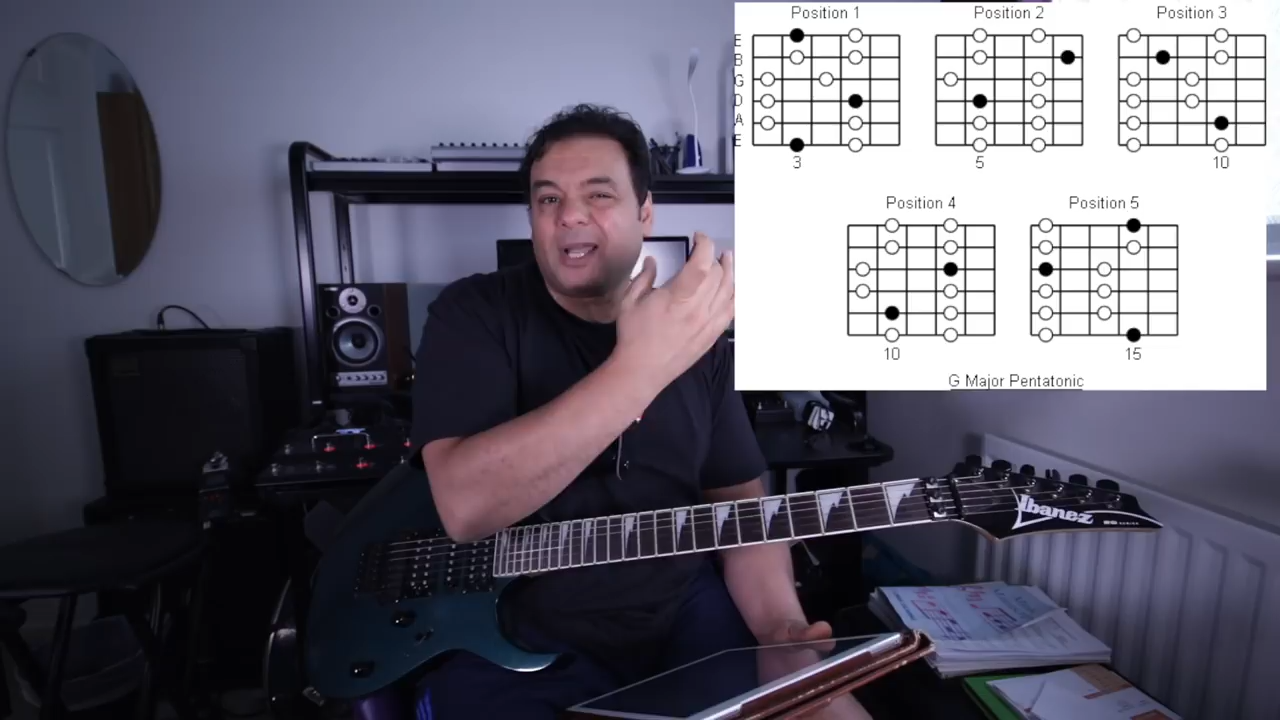 Position 1
Position 2
Position 3
E
B
G
D
A
E
3
5
10
Position 4
Position 5
10
15
G Major Pentatonic
Ibanez